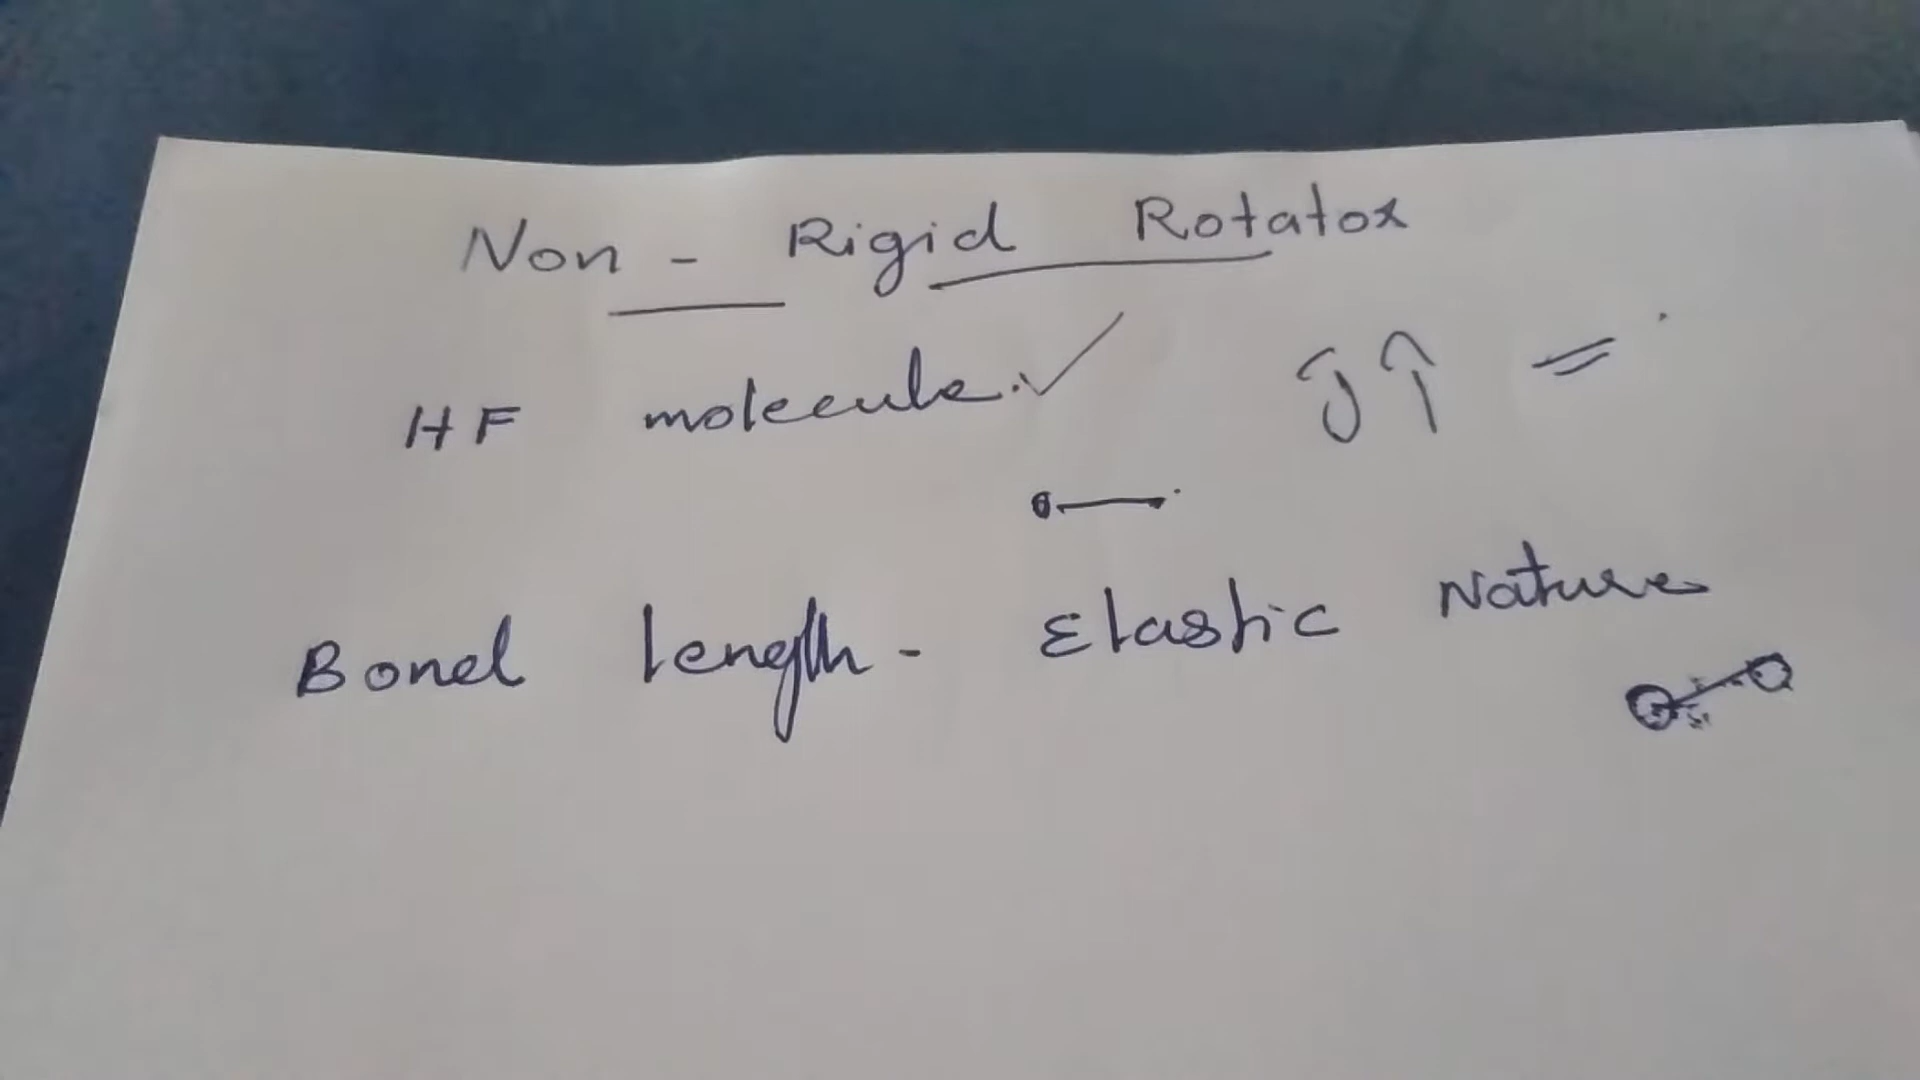 Non - Rigid Rotator
HF molecule. ✓ J↑ =
Bond length - Elastic Nature